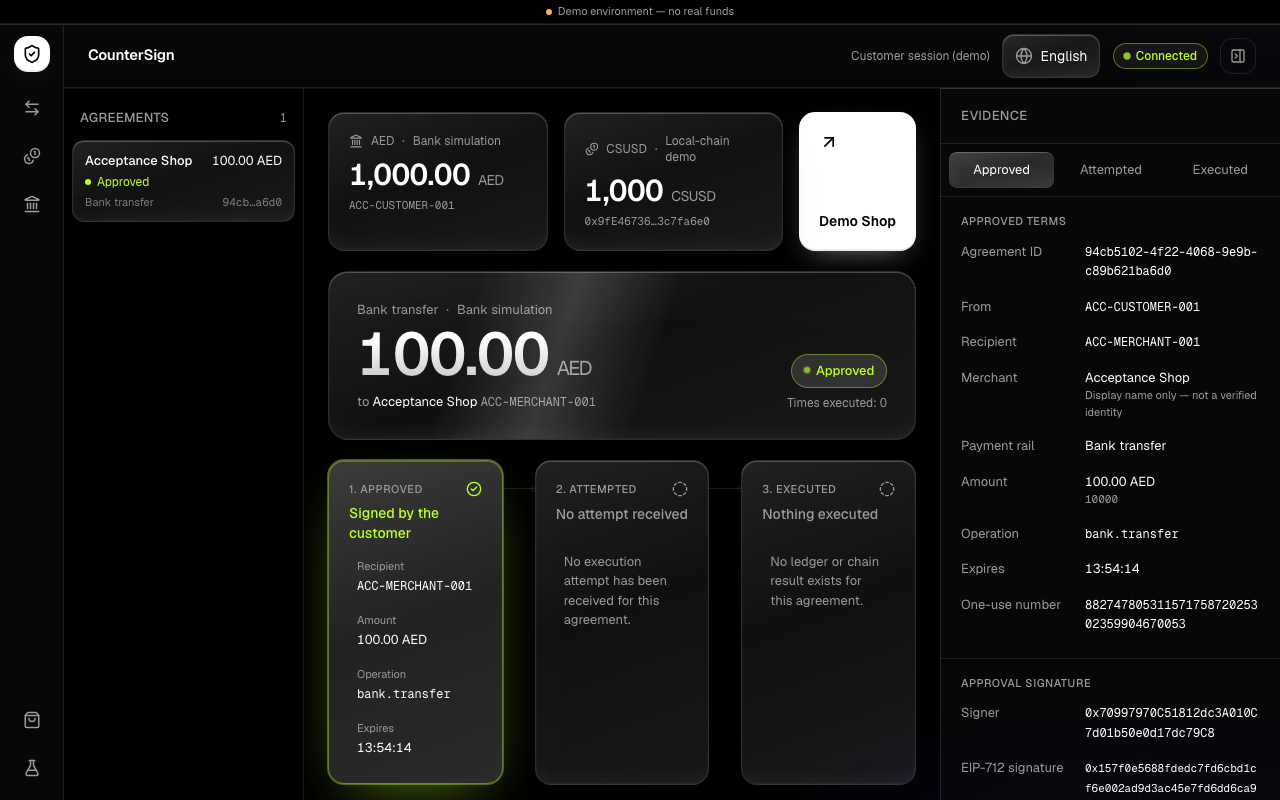 Demo environment — no real funds
CounterSign
Customer session (demo)
English
Connected
AGREEMENTS 1
Acceptance Shop 100.00 AED
Approved
Bank transfer 94cb…a6d0
AED · Bank simulation
1,000.00 AED
ACC-CUSTOMER-001
CSUSD · Local-chain
demo
1,000 CSUSD
0x9fE46736…3c7fa6e0
Demo Shop
Bank transfer · Bank simulation
100.00 AED
to Acceptance Shop ACC-MERCHANT-001
Approved
Times executed: 0
1. APPROVED
Signed by the
customer
Recipient
ACC-MERCHANT-001
Amount
100.00 AED
Operation
bank.transfer
Expires
13:54:14
2. ATTEMPTED
No attempt received
No execution
attempt has been
received for this
agreement.
3. EXECUTED
Nothing executed
No ledger or chain
result exists for
this agreement.
EVIDENCE
Approved Attempted Executed
APPROVED TERMS
Agreement ID 94cb5102-4f22-4068-9e9b-
c89b621ba6d0
From ACC-CUSTOMER-001
Recipient ACC-MERCHANT-001
Merchant Acceptance Shop
Display name only — not a verified
identity
Payment rail Bank transfer
Amount 100.00 AED
10000
Operation bank.transfer
Expires 13:54:14
One-use number 882747805311571758720253
02359904670053
APPROVAL SIGNATURE
Signer 0x70997970C51812dc3A010C
7d01b50e0d17dc79C8
EIP-712 signature 0x157f0e5688fdedc7fd6cbd1c
f6e002ad9d3ac45e7fd6dd6ca9